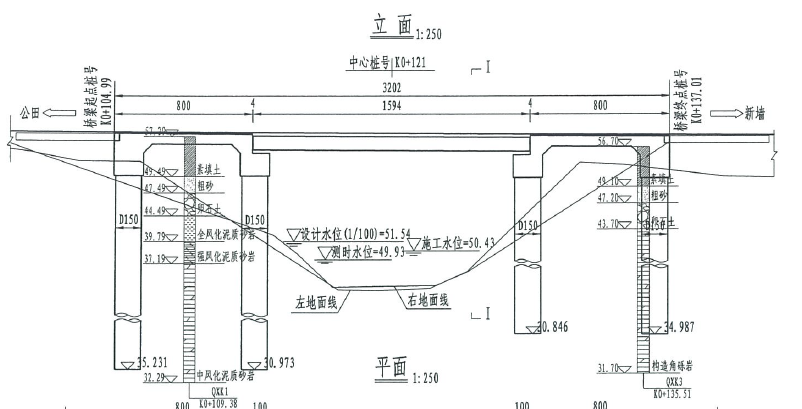 立面 1:250
中心桩号 K0+121
I
3202
桥梁起点桩号
K0+104.99
桥梁终点桩号
K0+137.01
800
4
1594
4
800
公田
新墙
57.29
56.70
49.49
素填土
47.49
粗砂
44.49
卵石土
39.79
全风化泥质砂岩
37.19
强风化泥质砂岩
D150
D150
设计水位(1/100)=51.54
测时水位=49.93
施工水位=50.43
D150
49.10
素填土
47.20
粗砂
43.70
卵石土
D150
左地面线
右地面线
I
35.231
30.973
30.846
34.987
32.29
中风化泥质砂岩
31.70
构造角砾岩
QXK1
K0+109.38
QXK3
K0+135.51
平面 1:250
800
100
100
800